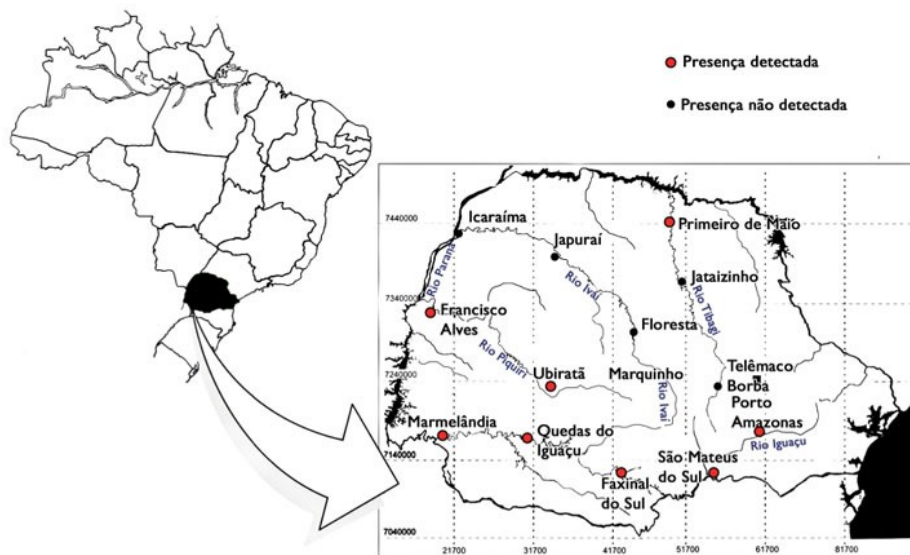 Presença detectada
Presença não detectada
7440000
7340000
7240000
7140000
7040000
Icaraíma
Primeiro de Maio
Japuraí
Rio Paraná
Rio Ivaí
Jataizinho
Rio Tibagi
Francisco
Alves
Floresta
Rio Piquiri
Ubiratã
Marquinho
Telêmaco
Borba
Porto
Amazonas
Rio Ivaí
Rio Iguaçu
Marmelândia
Quedas do
Iguaçu
São Mateus
do Sul
Faxinal
do Sul
21700
31700
41700
51700
61700
81700